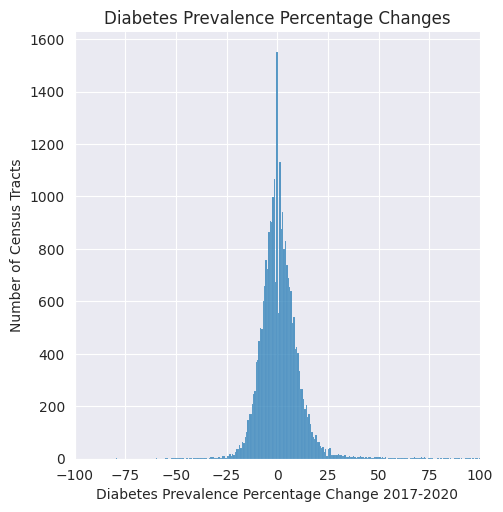 Diabetes Prevalence Percentage Changes
1600
1400
1200
1000
800
600
400
200
0
Number of Census Tracts
−100 −75 −50 −25 0 25 50 75 100
Diabetes Prevalence Percentage Change 2017-2020